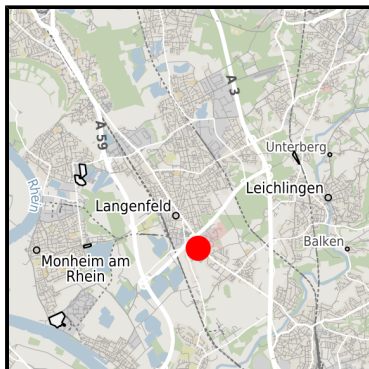 A 3
A 59
Unterberg
Leichlingen
Rhein
Langenfeld
Balken
Monheim am
Rhein